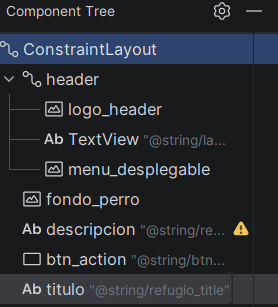 Component Tree
ConstraintLayout
header
logo_header
Ab TextView "@string/la...
menu_desplegable
fondo_perro
Ab descripcion "@string/re...
btn_action "@string/btn...
Ab titulo "@string/refugio_title"